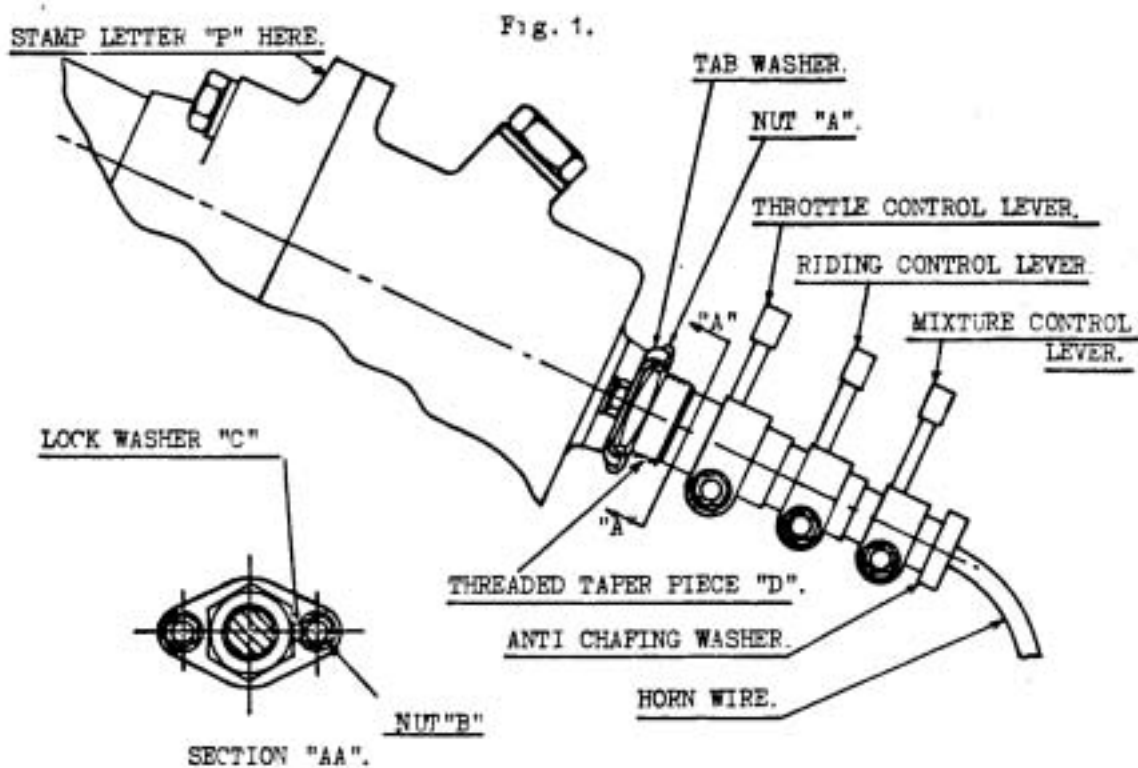 Fig. 1.
STAMP LETTER "P" HERE.
TAB WASHER.
NUT "A".
THROTTLE CONTROL LEVER.
RIDING CONTROL LEVER.
MIXTURE CONTROL
LEVER.
"A"
LOCK WASHER "C"
"A"
THREADED TAPER PIECE "D".
ANTI CHAFING WASHER.
HORN WIRE.
NUT"B"
SECTION "AA".